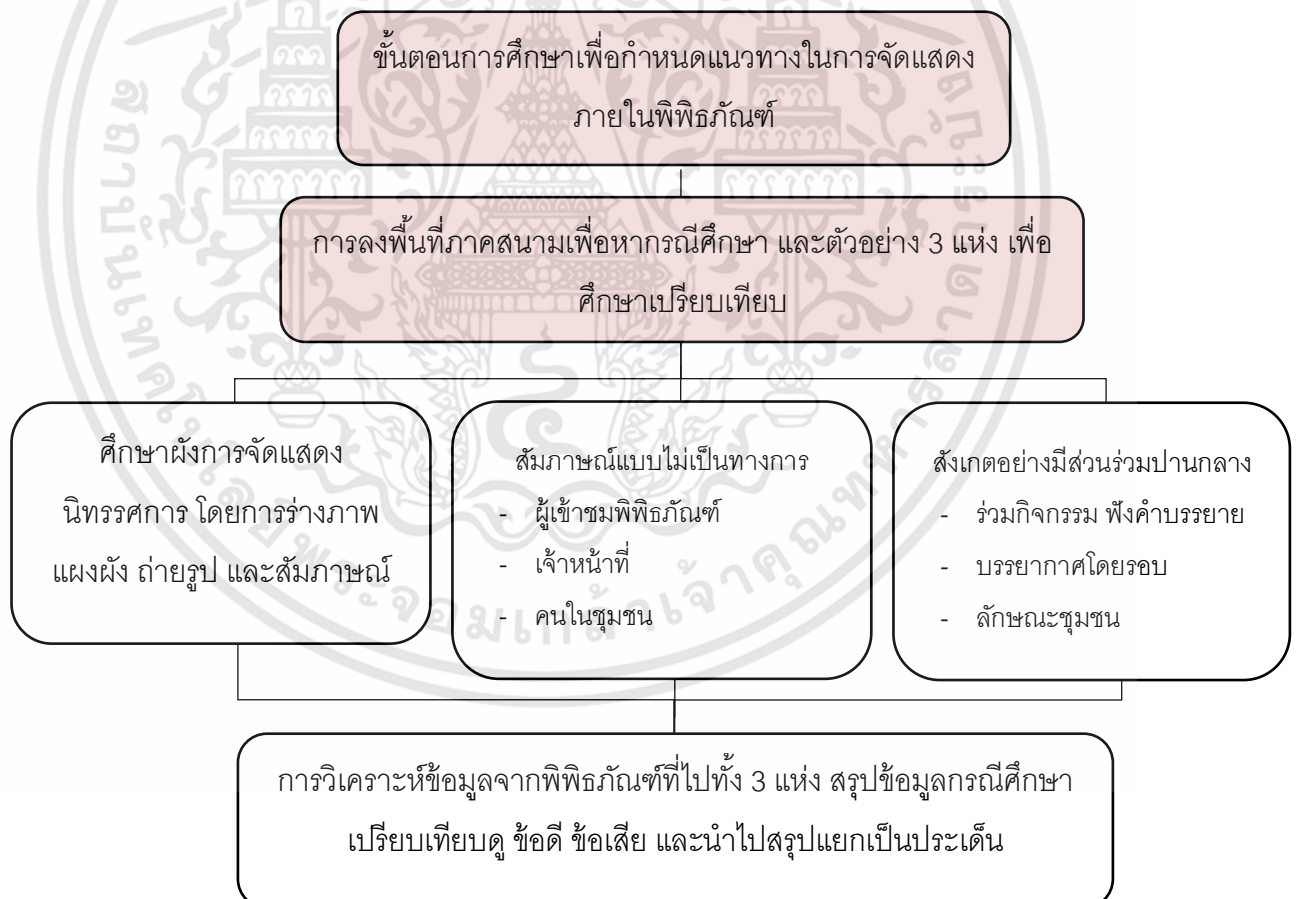 ขั้นตอนการศึกษาเพื่อกำหนดแนวทางในการจัดแสดง
ภายในพิพิธภัณฑ์
การลงพื้นที่ภาคสนามเพื่อหากรณีศึกษา และตัวอย่าง 3 แห่ง เพื่อ
ศึกษาเปรียบเทียบ
ศึกษาผังการจัดแสดง
นิทรรศการ โดยการร่างภาพ
แผงผัง ถ่ายรูป และสัมภาษณ์
สัมภาษณ์แบบไม่เป็นทางการ
- ผู้เข้าชมพิพิธภัณฑ์
- เจ้าหน้าที่
- คนในชุมชน
สังเกตอย่างมีส่วนร่วมปานกลาง
- ร่วมกิจกรรม ฟังคำบรรยาย
- บรรยากาศโดยรอบ
- ลักษณะชุมชน
การวิเคราะห์ข้อมูลจากพิพิธภัณฑ์ที่ไปทั้ง 3 แห่ง สรุปข้อมูลกรณีศึกษา
เปรียบเทียบดู ข้อดี ข้อเสีย และนำไปสรุปแยกเป็นประเด็น